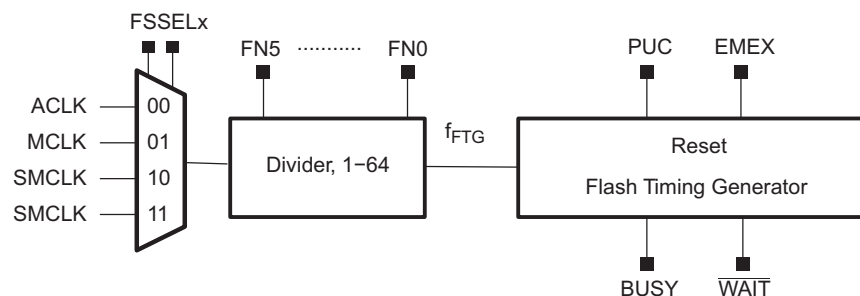 FSSELx
FN5 ........... FN0
PUC EMEX
ACLK 00
MCLK 01
SMCLK 10
SMCLK 11
Divider, 1−64
fFTG
Reset
Flash Timing Generator
BUSY WAIT